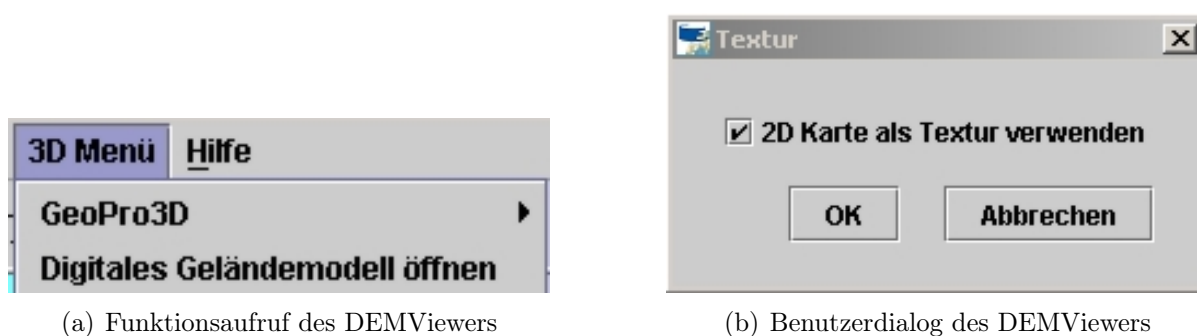 3D Menü Hilfe
GeoPro3D
Digitales Geländemodell öffnen
(a) Funktionsaufruf des DEMViewers
Textur
2D Karte als Textur verwenden
OK Abbrechen
(b) Benutzerdialog des DEMViewers